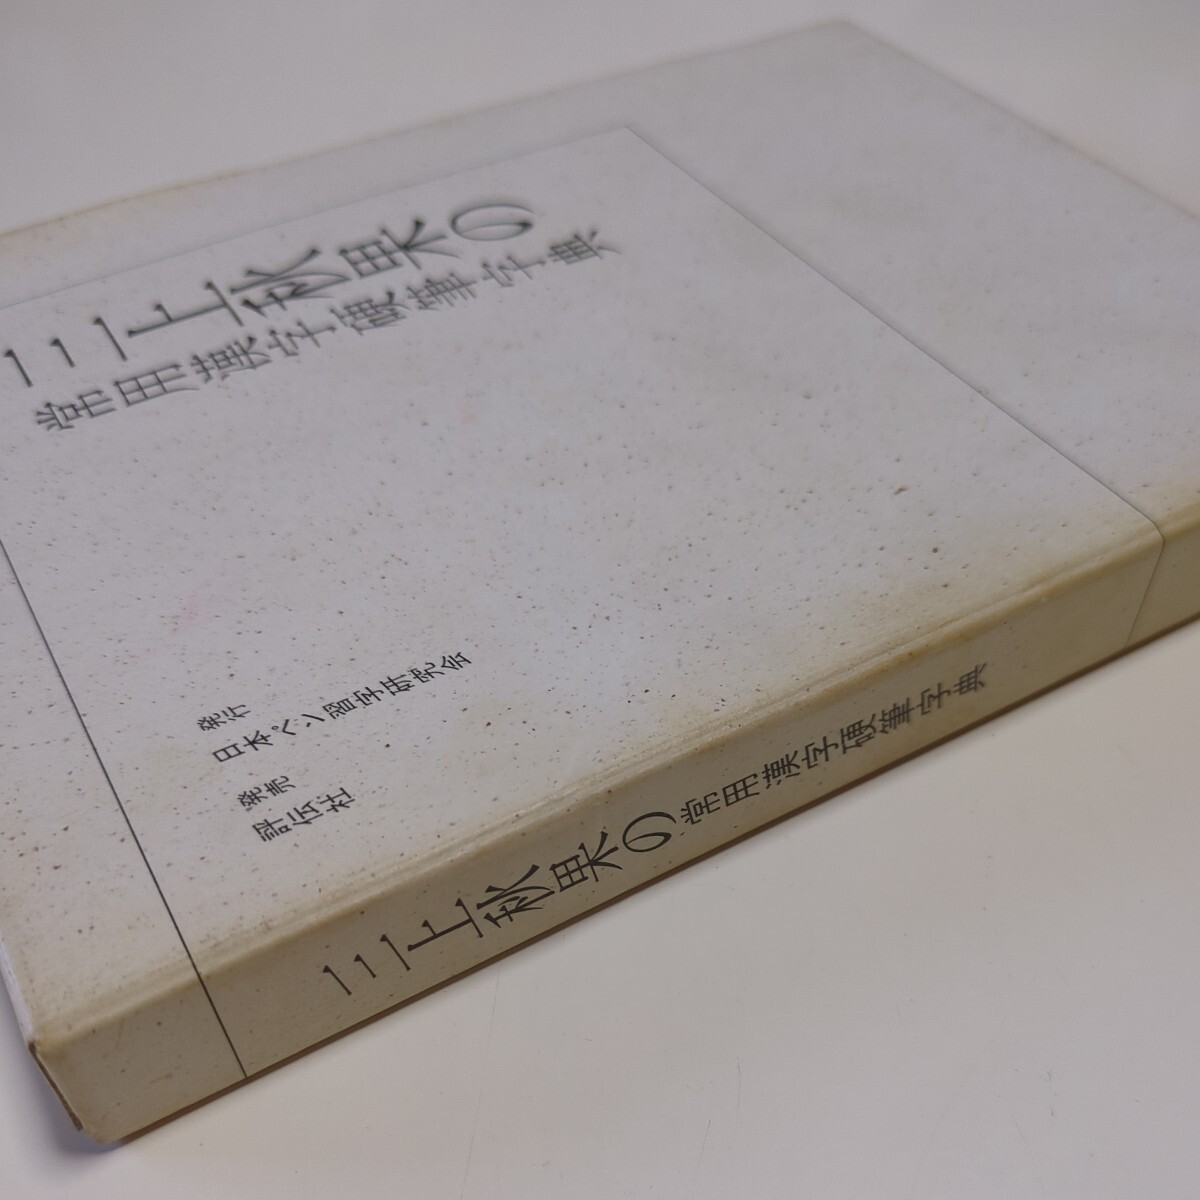 三上秋果の
常用漢字硬筆字典
発行
日本ペン習字研究会
発売
評伝社
三上秋果の常用漢字硬筆字典